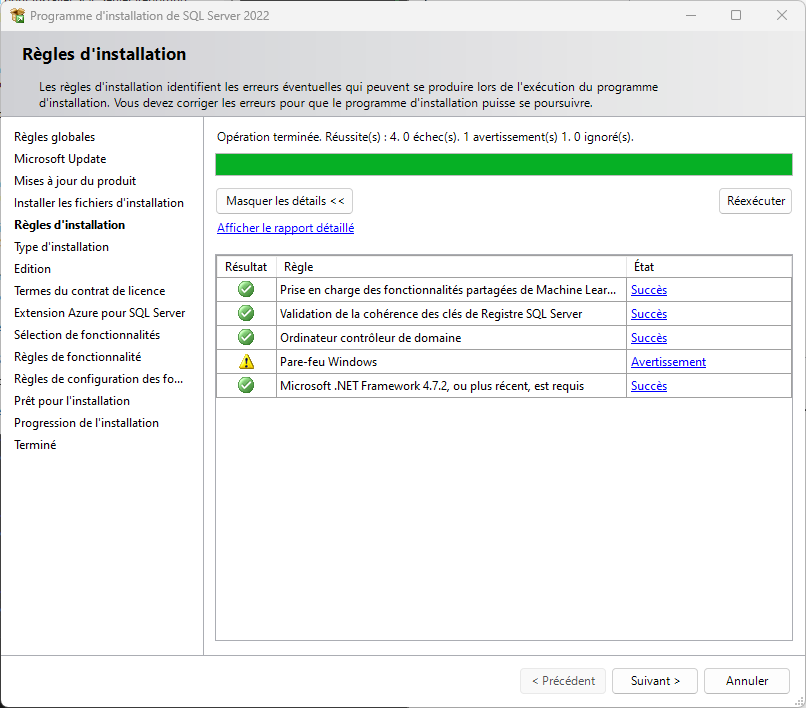 Programme d'installation de SQL Server 2022
Règles d'installation
Les règles d'installation identifient les erreurs éventuelles qui peuvent se produire lors de l'exécution du programme
d'installation. Vous devez corriger les erreurs pour que le programme d'installation puisse se poursuivre.
Règles globales
Microsoft Update
Mises à jour du produit
Installer les fichiers d'installation
Règles d'installation
Type d'installation
Edition
Termes du contrat de licence
Extension Azure pour SQL Server
Sélection de fonctionnalités
Règles de fonctionnalité
Règles de configuration des fo...
Prêt pour l'installation
Progression de l'installation
Terminé
Opération terminée. Réussite(s) : 4. 0 échec(s). 1 avertissement(s) 1. 0 ignoré(s).
Masquer les détails << Réexécuter
Afficher le rapport détaillé
Résultat Règle État
Prise en charge des fonctionnalités partagées de Machine Lear... Succès
Validation de la cohérence des clés de Registre SQL Server Succès
Ordinateur contrôleur de domaine Succès
Pare-feu Windows Avertissement
Microsoft .NET Framework 4.7.2, ou plus récent, est requis Succès
< Précédent Suivant > Annuler